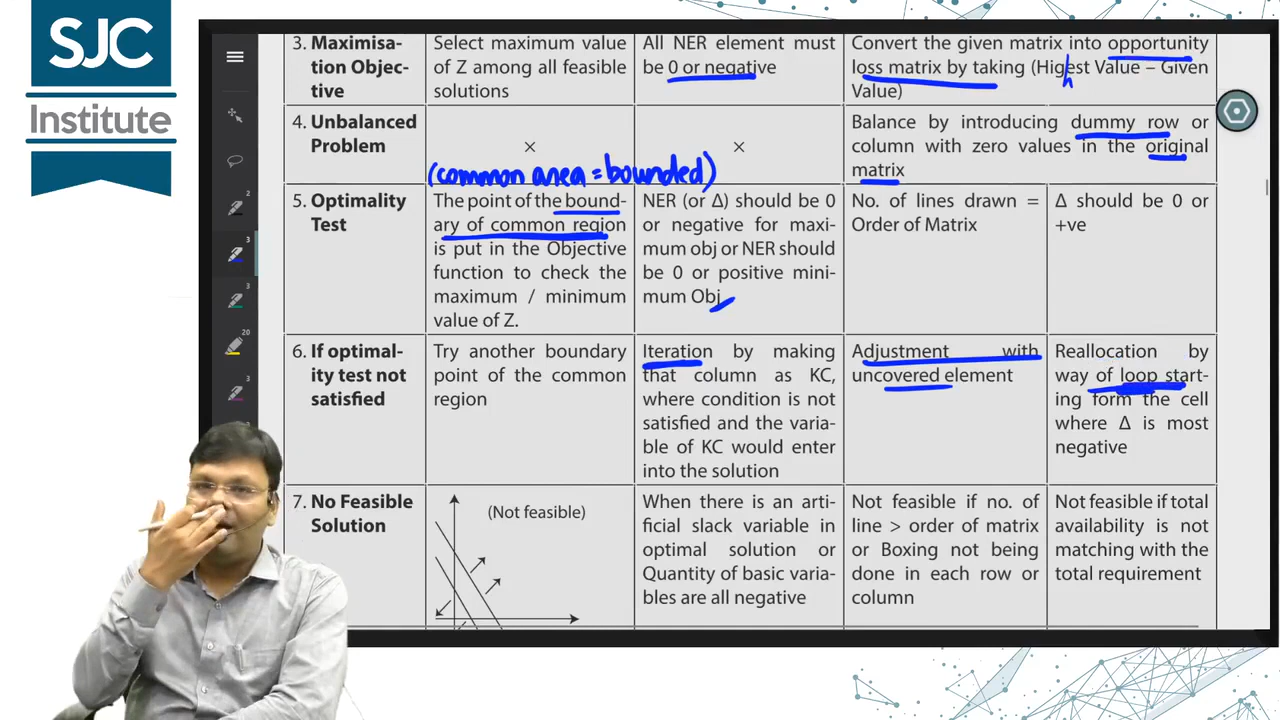 SJC
Institute
3. Maximisa-
tion Objec-
tive
Select maximum value
of Z among all feasible
solutions
All NER element must
be 0 or negative
Convert the given matrix into opportunity
loss matrix by taking (Higest Value – Given
h
Value)
4. Unbalanced
Problem
×
×
Balance by introducing dummy row or
column with zero values in the original
matrix
(common area = bounded)
5. Optimality
Test
The point of the bound-
ary of common region
is put in the Objective
function to check the
maximum / minimum
value of Z.
NER (or Δ) should be 0
or negative for maxi-
mum obj or NER should
be 0 or positive mini-
mum Obj
No. of lines drawn =
Order of Matrix
Δ should be 0 or
+ve
6. If optimal-
ity test not
satisfied
Try another boundary
point of the common
region
Iteration by making
that column as KC,
where condition is not
satisfied and the varia-
ble of KC would enter
into the solution
Adjustment with
uncovered element
Reallocation by
way of loop start-
ing form the cell
where Δ is most
negative
7. No Feasible
Solution
(Not feasible)
When there is an arti-
ficial slack variable in
optimal solution or
Quantity of basic varia-
bles are all negative
Not feasible if no. of
line > order of matrix
or Boxing not being
done in each row or
column
Not feasible if total
availability is not
matching with the
total requirement
2
3
3
20
3